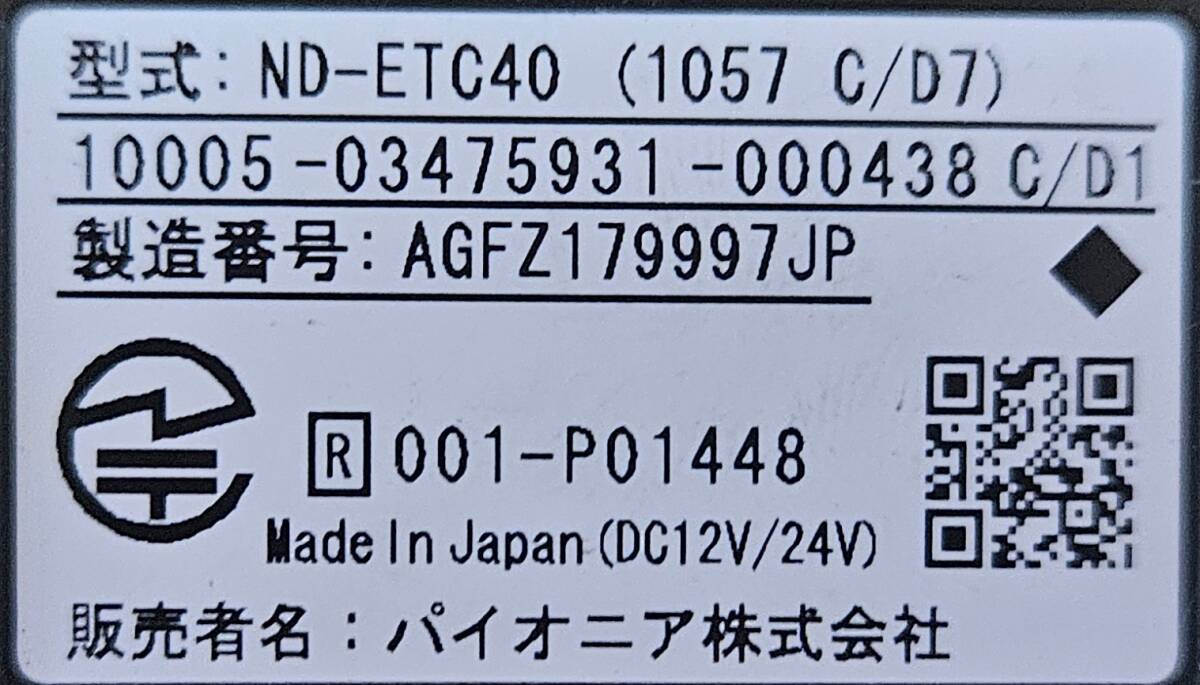 型式: ND-ETC40 (1057 C/D7)
10005-03475931-000438 C/D1
製造番号: AGFZ179997JP
R 001-P01448
Made In Japan (DC12V/24V)
販売者名：パイオニア株式会社